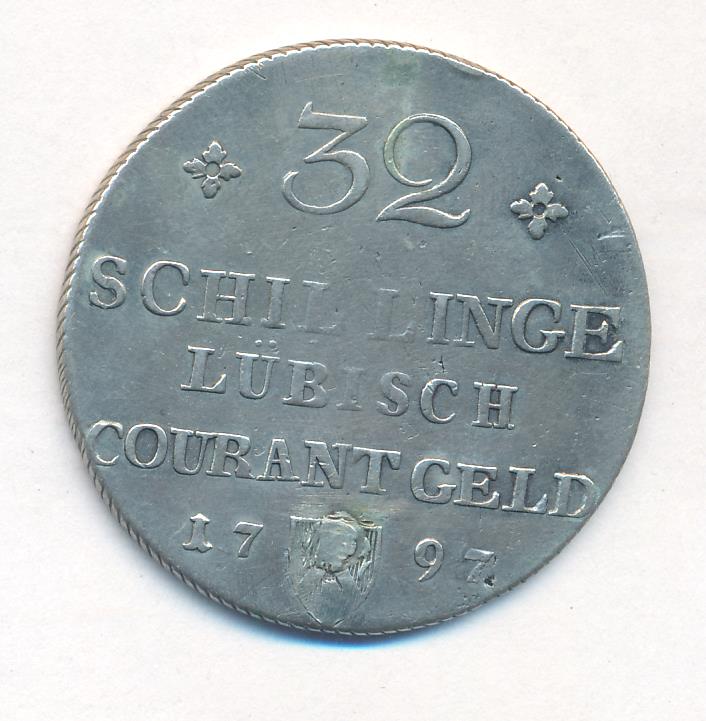 32
SCHILLINGE
LÜBISCH
COURANT GELD
17 97